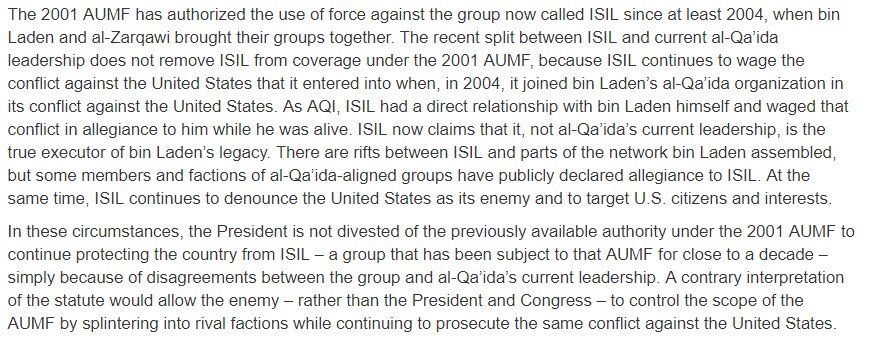 The 2001 AUMF has authorized the use of force against the group now called ISIL since at least 2004, when bin
Laden and al-Zarqawi brought their groups together. The recent split between ISIL and current al-Qa’ida
leadership does not remove ISIL from coverage under the 2001 AUMF, because ISIL continues to wage the
conflict against the United States that it entered into when, in 2004, it joined bin Laden’s al-Qa’ida organization in
its conflict against the United States. As AQI, ISIL had a direct relationship with bin Laden himself and waged that
conflict in allegiance to him while he was alive. ISIL now claims that it, not al-Qa’ida’s current leadership, is the
true executor of bin Laden’s legacy. There are rifts between ISIL and parts of the network bin Laden assembled,
but some members and factions of al-Qa’ida-aligned groups have publicly declared allegiance to ISIL. At the
same time, ISIL continues to denounce the United States as its enemy and to target U.S. citizens and interests.
In these circumstances, the President is not divested of the previously available authority under the 2001 AUMF to
continue protecting the country from ISIL – a group that has been subject to that AUMF for close to a decade –
simply because of disagreements between the group and al-Qa’ida’s current leadership. A contrary interpretation
of the statute would allow the enemy – rather than the President and Congress – to control the scope of the
AUMF by splintering into rival factions while continuing to prosecute the same conflict against the United States.